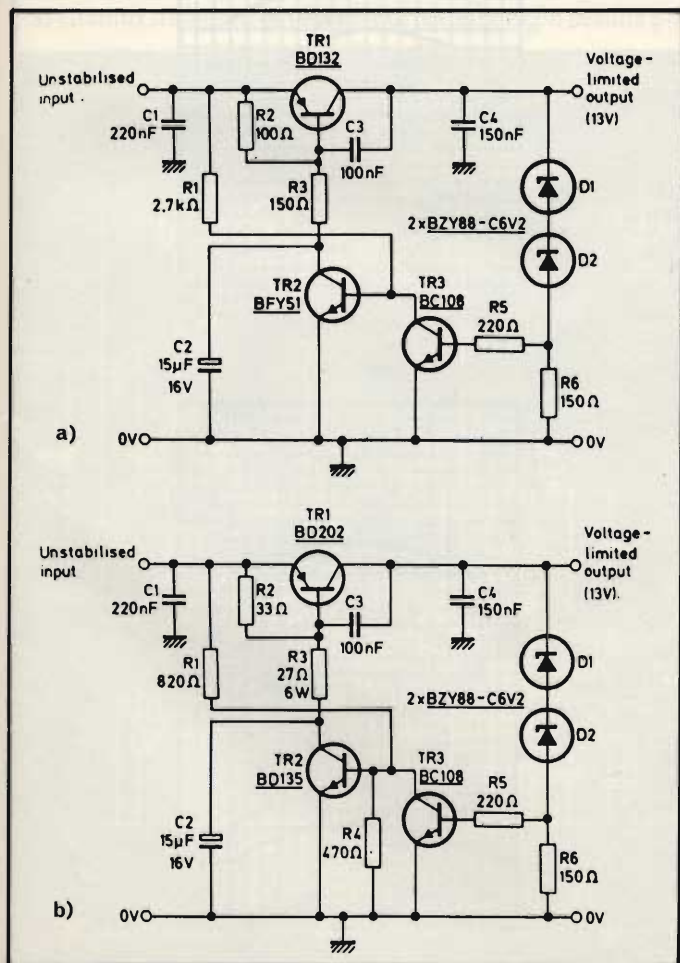 TR1
BD132
Unstabilised
input
Voltage-
limited
output
(13V)
C1
220nF
R2
100Ω
C3
100nF
C4
150nF
R1
2,7kΩ
R3
150Ω
D1
2xBZY88-C6V2
D2
TR2
BFY51
TR3
BC108
R5
220Ω
C2
15µF
16V
R6
150Ω
a)
0V
0V
TR1
BD202
Unstabilised
input
Voltage-
limited
output
(13V).
C1
220nF
R2
33Ω
C3
100nF
C4
150nF
R1
820Ω
R3
27Ω
6W
D1
2xBZY88-C6V2
D2
TR2
BD135
TR3
BC108
R5
220Ω
C2
15µF
16V
R4
470Ω
R6
150Ω
b)
0V
0V